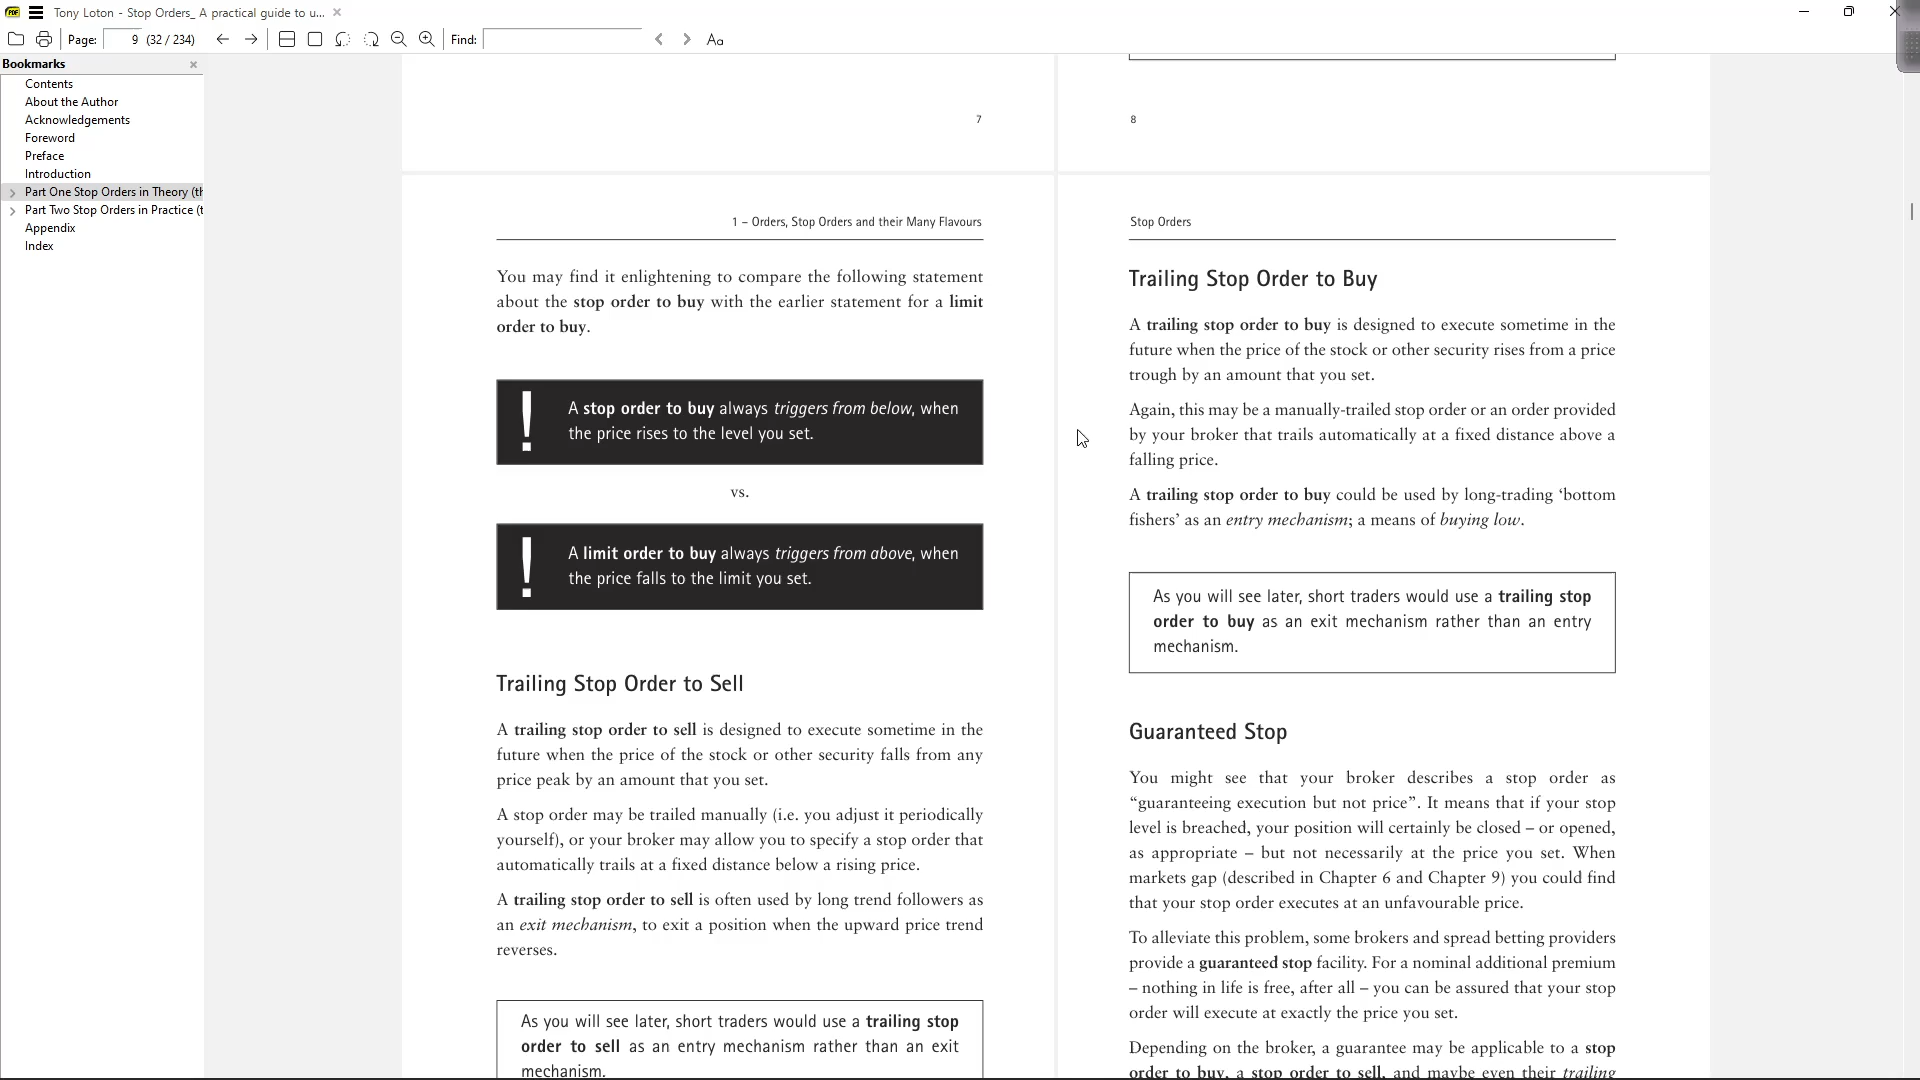 Tony Loton - Stop Orders_ A practical guide to u...
Page: 9 (32 / 234) Find: Aa
Bookmarks
Contents
About the Author
Acknowledgements
Foreword
Preface
Introduction
Part One Stop Orders in Theory (th
Part Two Stop Orders in Practice (t
Appendix
Index
7
8
1 – Orders, Stop Orders and their Many Flavours
You may find it enlightening to compare the following statement
about the stop order to buy with the earlier statement for a limit
order to buy.
! A stop order to buy always triggers from below, when
the price rises to the level you set.
vs.
! A limit order to buy always triggers from above, when
the price falls to the limit you set.
Trailing Stop Order to Sell
A trailing stop order to sell is designed to execute sometime in the
future when the price of the stock or other security falls from any
price peak by an amount that you set.
A stop order may be trailed manually (i.e. you adjust it periodically
yourself), or your broker may allow you to specify a stop order that
automatically trails at a fixed distance below a rising price.
A trailing stop order to sell is often used by long trend followers as
an exit mechanism, to exit a position when the upward price trend
reverses.
As you will see later, short traders would use a trailing stop
order to sell as an entry mechanism rather than an exit
mechanism.
Stop Orders
Trailing Stop Order to Buy
A trailing stop order to buy is designed to execute sometime in the
future when the price of the stock or other security rises from a price
trough by an amount that you set.
Again, this may be a manually-trailed stop order or an order provided
by your broker that trails automatically at a fixed distance above a
falling price.
A trailing stop order to buy could be used by long-trading ‘bottom
fishers’ as an entry mechanism; a means of buying low.
As you will see later, short traders would use a trailing stop
order to buy as an exit mechanism rather than an entry
mechanism.
Guaranteed Stop
You might see that your broker describes a stop order as
“guaranteeing execution but not price”. It means that if your stop
level is breached, your position will certainly be closed – or opened,
as appropriate – but not necessarily at the price you set. When
markets gap (described in Chapter 6 and Chapter 9) you could find
that your stop order executes at an unfavourable price.
To alleviate this problem, some brokers and spread betting providers
provide a guaranteed stop facility. For a nominal additional premium
– nothing in life is free, after all – you can be assured that your stop
order will execute at exactly the price you set.
Depending on the broker, a guarantee may be applicable to a stop
order to buy, a stop order to sell, and maybe even their trailing